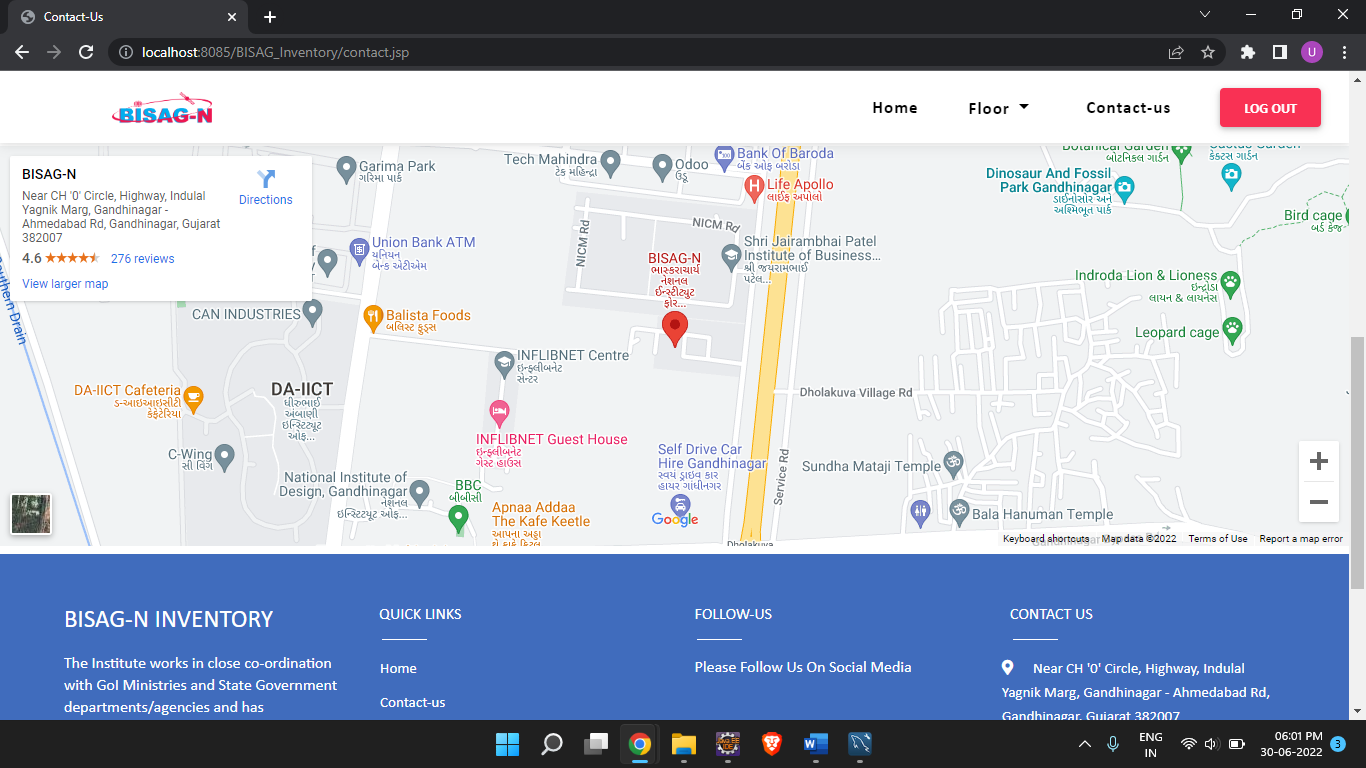 Contact-Us
localhost:8085/BISAG_Inventory/contact.jsp
U
BISAG-N
Home
Floor
Contact-us
LOG OUT
BISAG-N
Near CH '0' Circle, Highway, Indulal
Yagnik Marg, Gandhinagar -
Ahmedabad Rd, Gandhinagar, Gujarat
382007
Directions
4.6
276 reviews
View larger map
Garima Park
ગરિમા પાર્ક
Tech Mahindra
ટેક મહિન્દ્રા
Odoo
ઉડૂ
Bank Of Baroda
બેંક ઓફ બરોડા
Life Apollo
લાઈફ અપોલો
Botanical Garden
બોટનિકલ ગાર્ડન
કેક્ટસ ગાર્ડન
Dinosaur And Fossil
Park Gandhinagar
ડાઈનોસોર અને
અશ્મિભૂત પાર્ક
Bird cage
બર્ડ કેજ
NICM Rd
NICM Rd
Union Bank ATM
યુનિયન
બેન્ક એટીએમ
Shri Jairambhai Patel
Institute of Business...
શ્રી જયરામભાઈ
પટેલ...
BISAG-N
ભાસ્કરાચાર્ય
નેશનલ
ઈન્સ્ટીટ્યુટ
ફોર...
Indroda Lion & Lioness
ઇન્દ્રોડા
લાયન & લાયનેસ
CAN INDUSTRIES
Balista Foods
બલિસ્ટ ફુડ્સ
Leopard cage
Southern Drain
INFLIBNET Centre
ઇન્ફ્લીબનેટ
સેન્ટર
DA-IICT Cafeteria
ડ-આઇઆઇસીટી
કેફેટેરિયા
DA-IICT
ધીરુભાઈ
અંબાણી
ઇન્સ્ટિટ્યૂટ
ઓફ...
Dholakuva Village Rd
INFLIBNET Guest House
ઇન્ફ્લીબનેટ
ગેસ્ટ હાઉસ
C-Wing
સી વિંગ
Self Drive Car
Hire Gandhinagar
સ્વયં ડ્રાઇવ કાર
હાયર ગાંધીનગર
Service Rd
Sundha Mataji Temple
National Institute of
Design, Gandhinagar
નેશનલ
ઇન્સ્ટિટ્યૂટ ઓફ...
BBC
બીબીસી
Apnaa Addaa
The Kafe Keetle
આપના અડ્ડા
ધે કાફે કિટલ
Google
Bala Hanuman Temple
Dholakuva
Keyboard shortcuts
Map data ©2022
Terms of Use
Report a map error
BISAG-N INVENTORY
The Institute works in close co-ordination
with GoI Ministries and State Government
departments/agencies and has
QUICK LINKS
Home
Contact-us
FOLLOW-US
Please Follow Us On Social Media
CONTACT US
Near CH '0' Circle, Highway, Indulal
Yagnik Marg, Gandhinagar - Ahmedabad Rd,
Gandhinagar, Gujarat 382007
ENG
IN
06:01 PM
30-06-2022
3